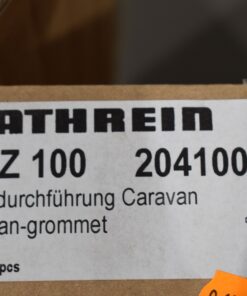 ATHREIN
Z 100 204100
durchführung Caravan
an-grommet
pcs